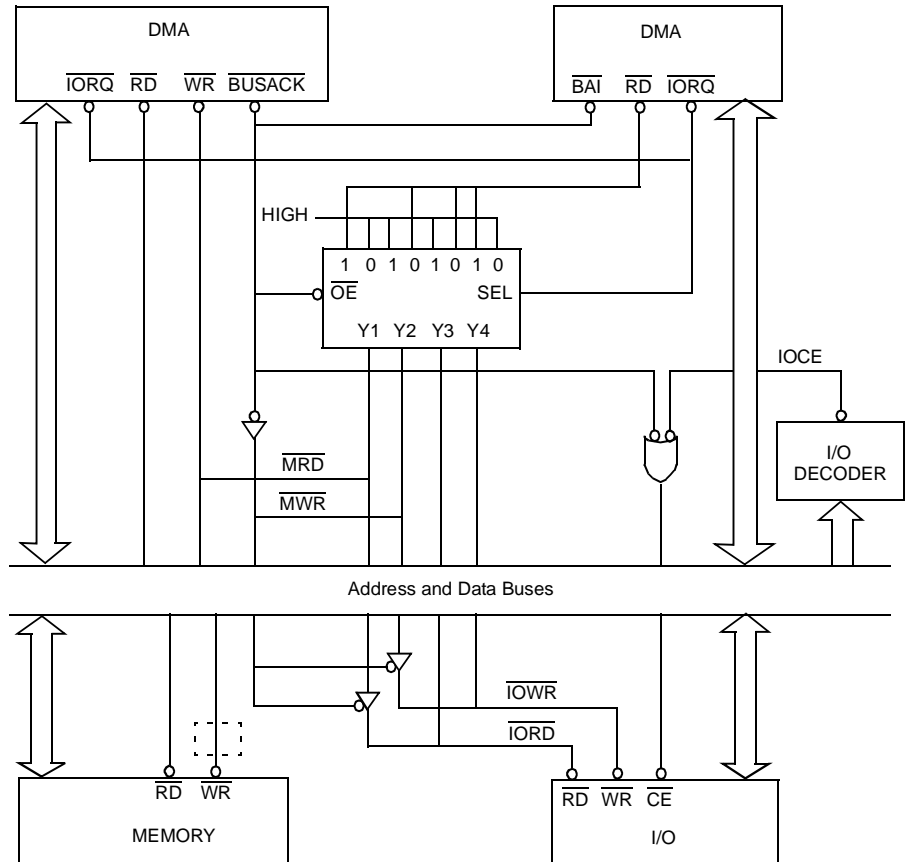 DMA
DMA
IORQ RD WR BUSACK
BAI RD IORQ
HIGH
1 0 1 0 1 0 1 0
OE SEL
Y1 Y2 Y3 Y4
IOCE
I/O
DECODER
MRD
MWR
Address and Data Buses
IOWR
IORD
RD WR
RD WR CE
MEMORY
I/O